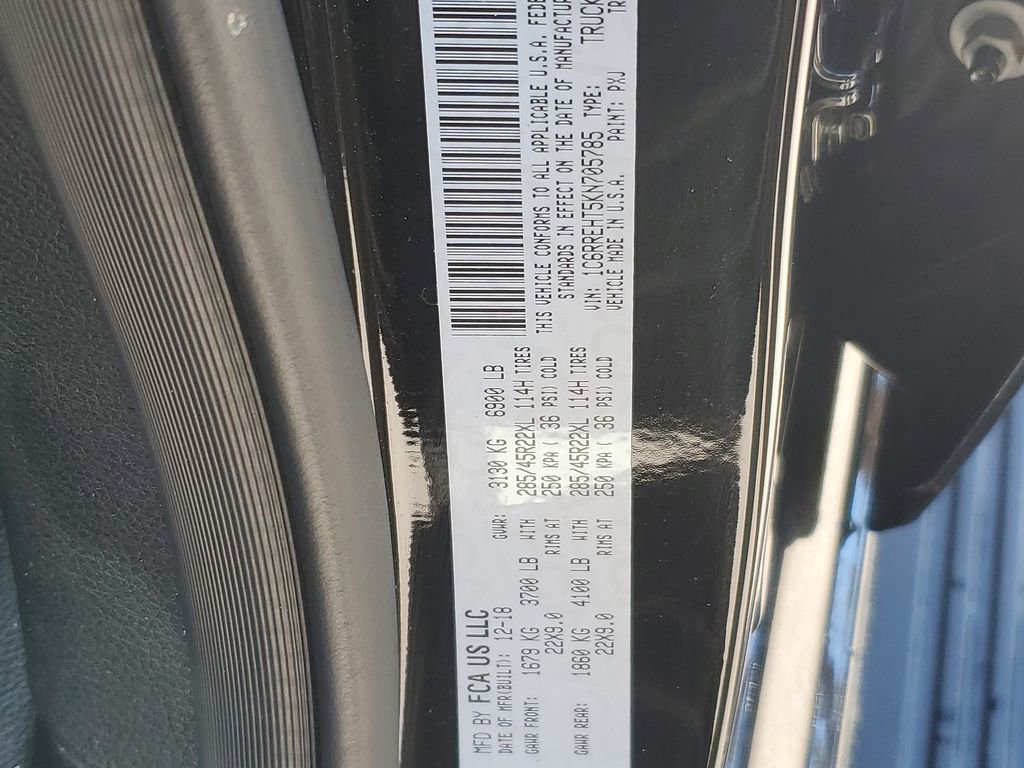 MFD BY FCA US LLC
DATE OF MFR(BUILT): 12-18 GVWR: 3130 KG 6900 LB
GAWR FRONT: 1679 KG 3700 LB WITH 285/45R22XL 114H TIRES
22X9.0 RIMS AT 250 KPA ( 36 PSI) COLD
GAWR REAR: 1860 KG 4100 LB WITH 285/45R22XL 114H TIRES
22X9.0 RIMS AT 250 KPA ( 36 PSI) COLD
THIS VEHICLE CONFORMS TO ALL APPLICABLE U.S.A. FEDE
STANDARDS IN EFFECT ON THE DATE OF MANUFACTUR
VIN: 1C6RREHT5KN705785 TYPE: TRUCK
VEHICLE MADE IN U.S.A. PAINT: PXJ TR